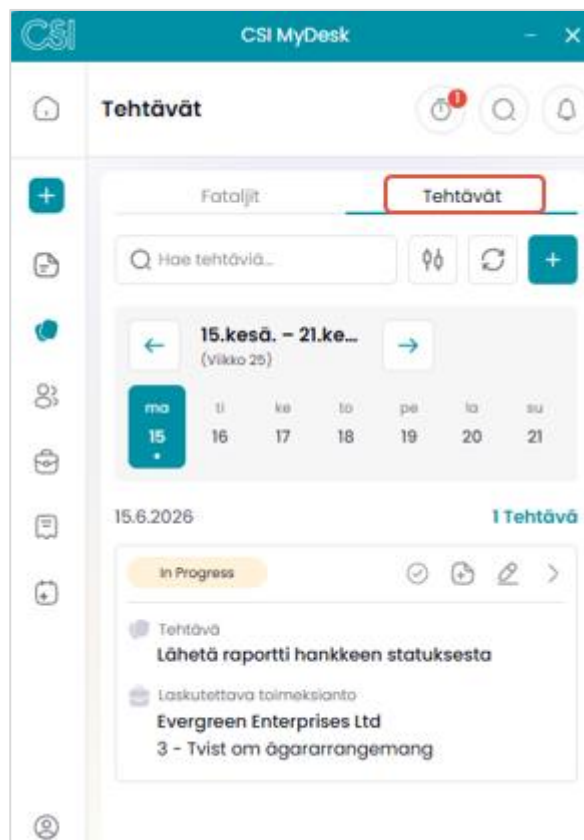 CSI
CSI MyDesk
Tehtävät
1
Fataljit
Tehtävät
Hae tehtäviä...
15.kesä. – 21.ke...
(Viikko 25)
ma ti ke to pe la su
15 16 17 18 19 20 21
15.6.2026
1 Tehtävä
In Progress
Tehtävä
Lähetä raportti hankkeen statuksesta
Laskutettava toimeksianto
Evergreen Enterprises Ltd
3 - Tvist om ägararrangemang